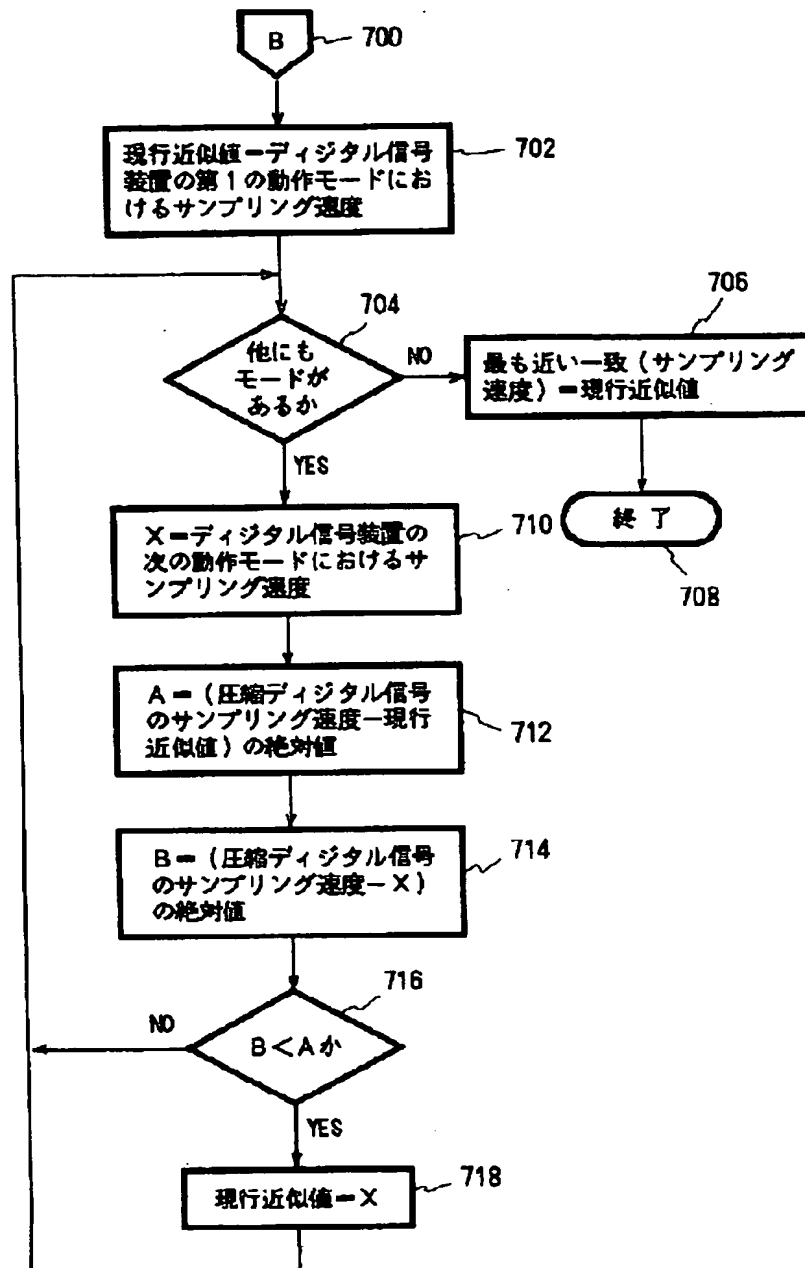 B
700
現行近似値=ディジタル信号
装置の第1の動作モードにお
けるサンプリング速度
702
704
他にも
モードが
あるか
NO
706
最も近い一致(サンプリング
速度)=現行近似値
YES
終了
708
X=ディジタル信号装置の
次の動作モードにおけるサ
ンプリング速度
710
A=(圧縮ディジタル信号
のサンプリング速度-現行
近似値)の絶対値
712
B=(圧縮ディジタル信号
のサンプリング速度-X)
の絶対値
714
716
NO
B<Aか
YES
現行近似値=X
718